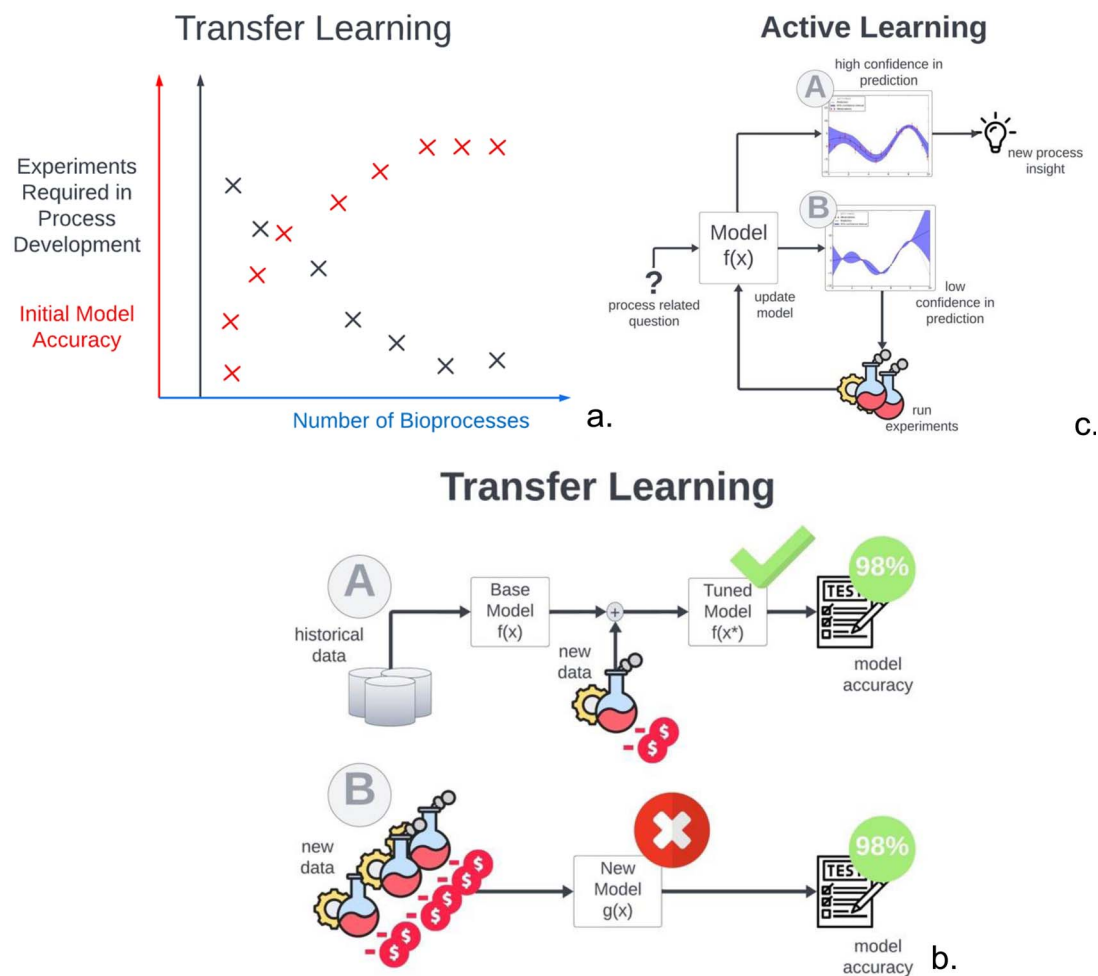 Transfer Learning
Experiments
Required in
Process
Development
Initial Model
Accuracy
Number of Bioprocesses
a.
Active Learning
high confidence in
prediction
A
new process
insight
B
Model
f(x)
?
process related
question
update
model
low
confidence in
prediction
run
experiments
c.
Transfer Learning
A
historical
data
Base
Model
f(x)
+
new
data
$
$
Tuned
Model
f(x*)
TEST
98%
model
accuracy
B
new
data
$
$
$
$
$
$
New
Model
g(x)
TEST
98%
model
accuracy
b.